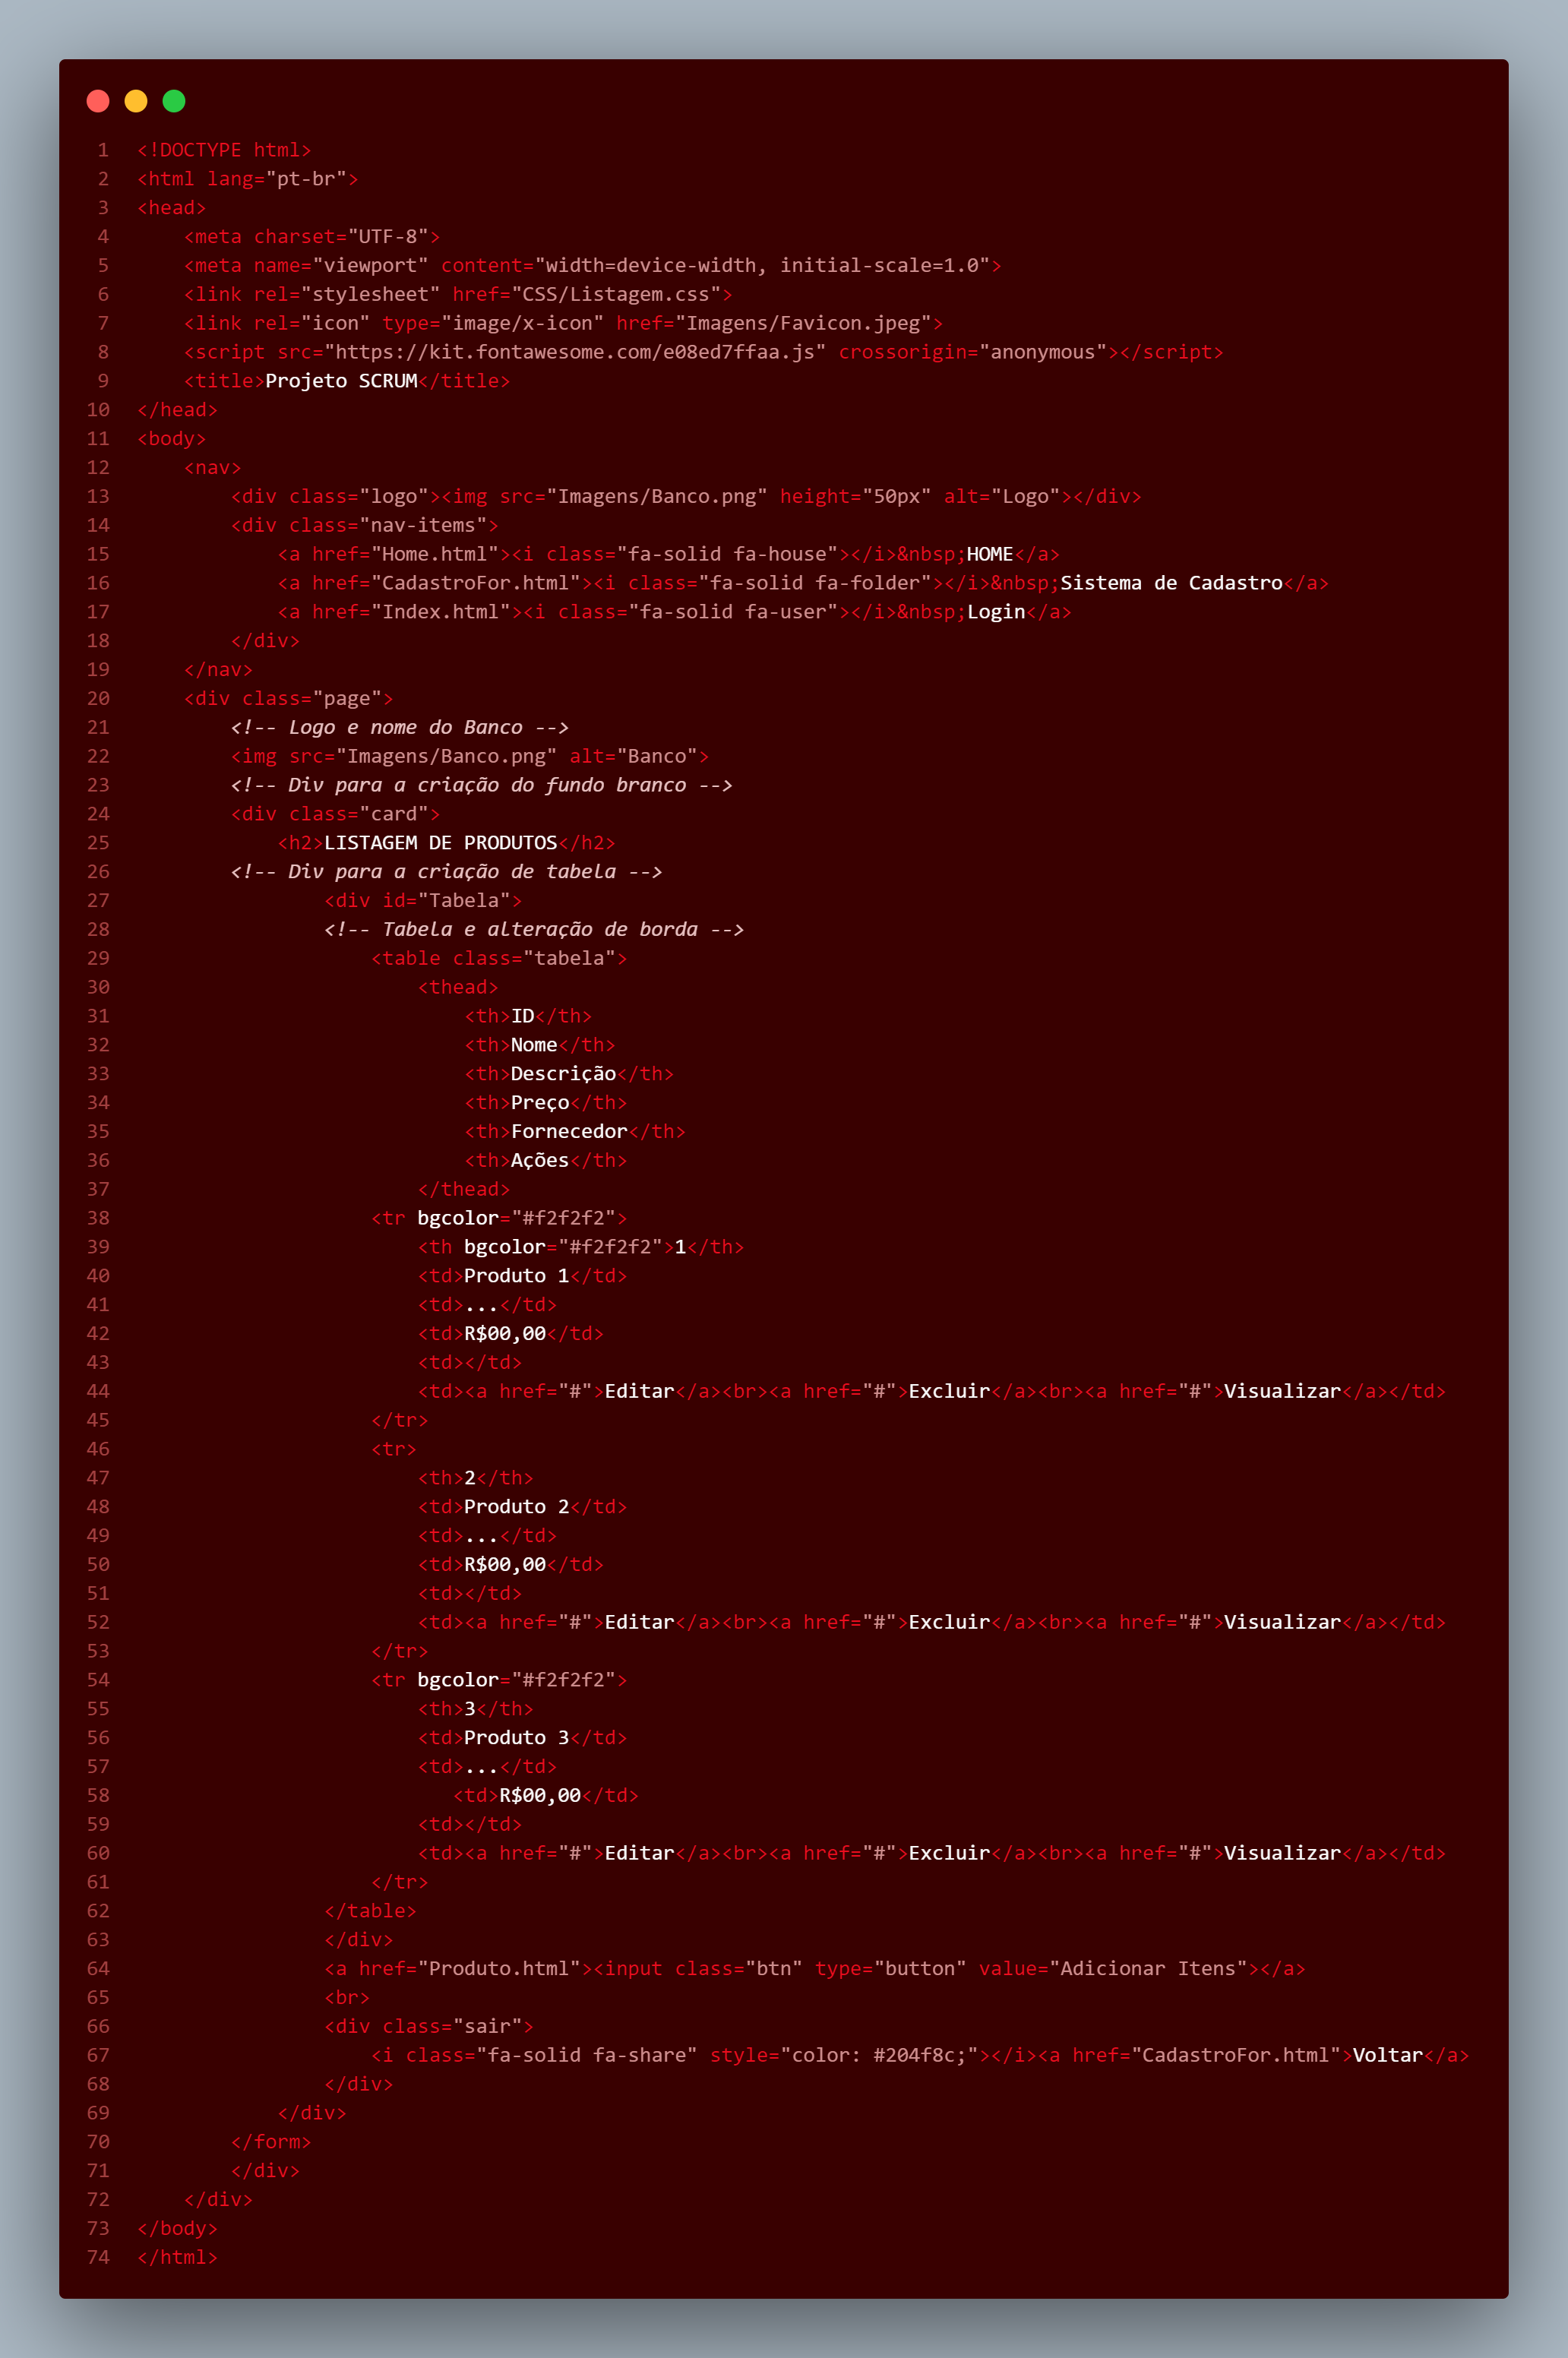 1 <!DOCTYPE html>
2 <html lang="pt-br">
3 <head>
4     <meta charset="UTF-8">
5     <meta name="viewport" content="width=device-width, initial-scale=1.0">
6     <link rel="stylesheet" href="CSS/Listagem.css">
7     <link rel="icon" type="image/x-icon" href="Imagens/Favicon.jpeg">
8     <script src="https://kit.fontawesome.com/e08ed7ffaa.js" crossorigin="anonymous"></script>
9     <title>Projeto SCRUM</title>
10 </head>
11 <body>
12     <nav>
13         <div class="logo"><img src="Imagens/Banco.png" height="50px" alt="Logo"></div>
14         <div class="nav-items">
15             <a href="Home.html"><i class="fa-solid fa-house"></i>&nbsp;HOME</a>
16             <a href="CadastroFor.html"><i class="fa-solid fa-folder"></i>&nbsp;Sistema de Cadastro</a>
17             <a href="Index.html"><i class="fa-solid fa-user"></i>&nbsp;Login</a>
18         </div>
19     </nav>
20     <div class="page">
21         <!-- Logo e nome do Banco -->
22         <img src="Imagens/Banco.png" alt="Banco">
23         <!-- Div para a criação do fundo branco -->
24         <div class="card">
25             <h2>LISTAGEM DE PRODUTOS</h2>
26         <!-- Div para a criação de tabela -->
27                 <div id="Tabela">
28                 <!-- Tabela e alteração de borda -->
29                     <table class="tabela">
30                         <thead>
31                             <th>ID</th>
32                             <th>Nome</th>
33                             <th>Descrição</th>
34                             <th>Preço</th>
35                             <th>Fornecedor</th>
36                             <th>Ações</th>
37                         </thead>
38                     <tr bgcolor="#f2f2f2">
39                         <th bgcolor="#f2f2f2">1</th>
40                         <td>Produto 1</td>
41                         <td>...</td>
42                         <td>R$00,00</td>
43                         <td></td>
44                         <td><a href="#">Editar</a><br><a href="#">Excluir</a><br><a href="#">Visualizar</a></td>
45                     </tr>
46                     <tr>
47                         <th>2</th>
48                         <td>Produto 2</td>
49                         <td>...</td>
50                         <td>R$00,00</td>
51                         <td></td>
52                         <td><a href="#">Editar</a><br><a href="#">Excluir</a><br><a href="#">Visualizar</a></td>
53                     </tr>
54                     <tr bgcolor="#f2f2f2">
55                         <th>3</th>
56                         <td>Produto 3</td>
57                         <td>...</td>
58                            <td>R$00,00</td>
59                         <td></td>
60                         <td><a href="#">Editar</a><br><a href="#">Excluir</a><br><a href="#">Visualizar</a></td>
61                     </tr>
62                 </table>
63                 </div>
64                 <a href="Produto.html"><input class="btn" type="button" value="Adicionar Itens"></a>
65                 <br>
66                 <div class="sair">
67                     <i class="fa-solid fa-share" style="color: #204f8c;"></i><a href="CadastroFor.html">Voltar</a>
68                 </div>
69             </div>
70         </form>
71         </div>
72     </div>
73 </body>
74 </html>